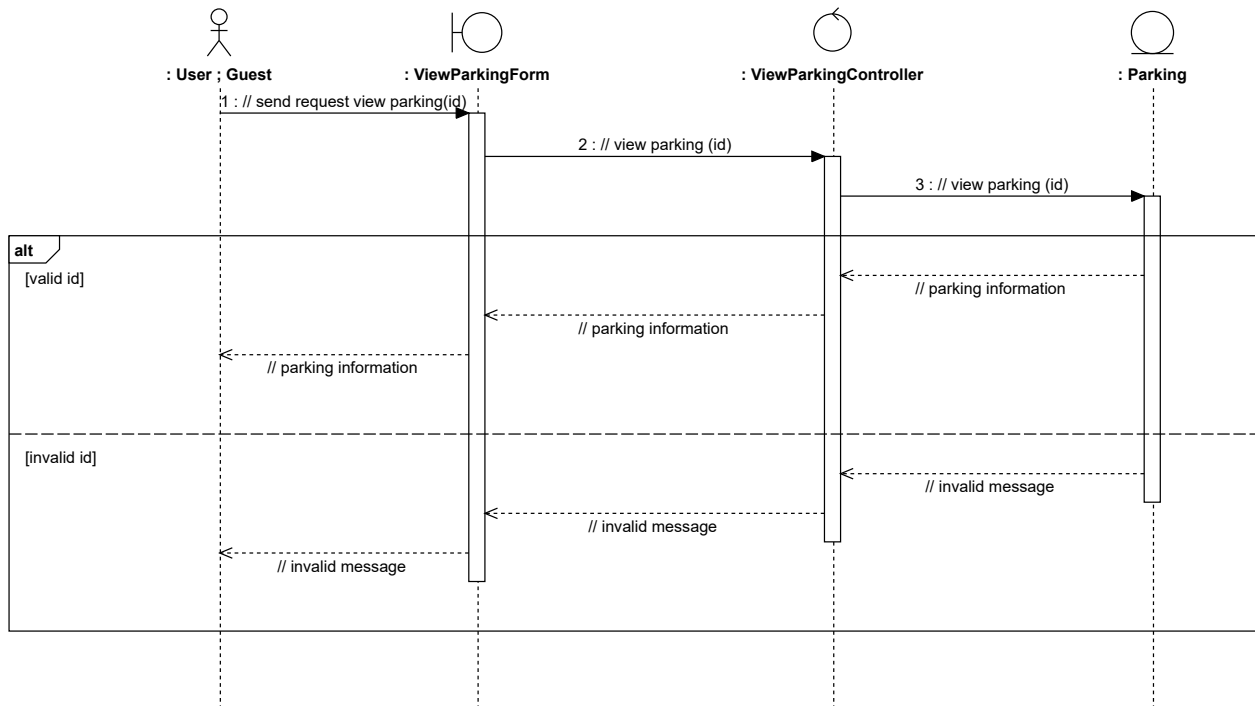 : User ; Guest
: ViewParkingForm
: ViewParkingController
: Parking
1 : // send request view parking(id)
2 : // view parking (id)
3 : // view parking (id)
alt
[valid id]
// parking information
// parking information
// parking information
[invalid id]
// invalid message
// invalid message
// invalid message